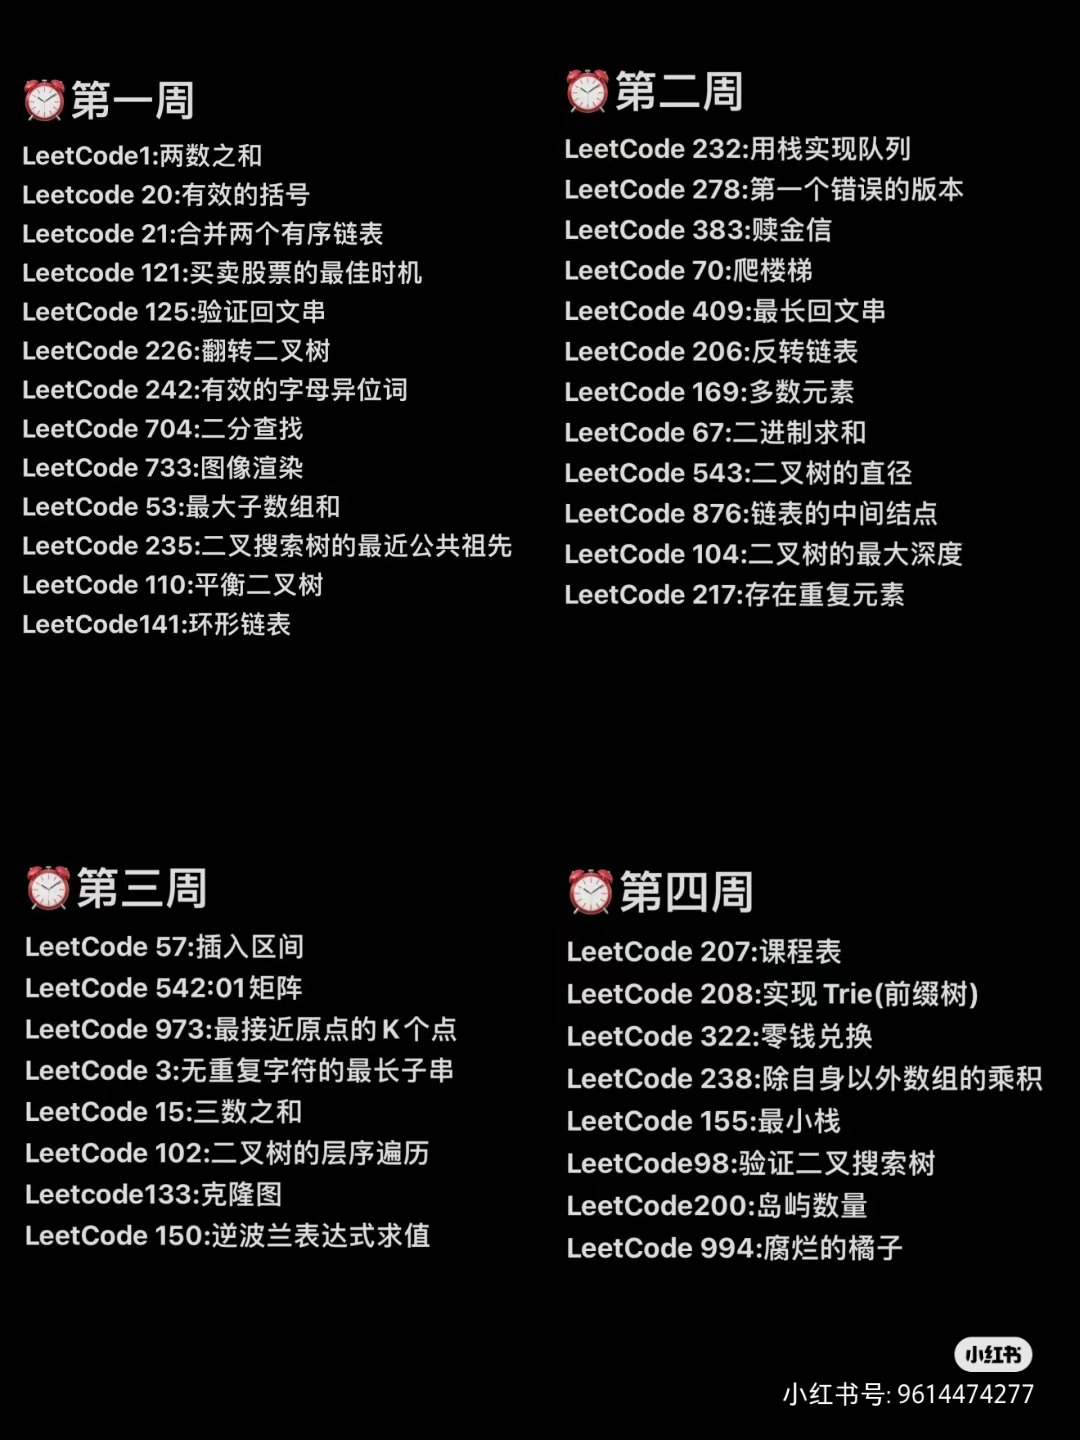 ⏰第一周
LeetCode1:两数之和
Leetcode 20:有效的括号
Leetcode 21:合并两个有序链表
Leetcode 121:买卖股票的最佳时机
LeetCode 125:验证回文串
LeetCode 226:翻转二叉树
LeetCode 242:有效的字母异位词
LeetCode 704:二分查找
LeetCode 733:图像渲染
LeetCode 53:最大子数组和
LeetCode 235:二叉搜索树的最近公共祖先
LeetCode 110:平衡二叉树
LeetCode141:环形链表
⏰第二周
LeetCode 232:用栈实现队列
LeetCode 278:第一个错误的版本
LeetCode 383:赎金信
LeetCode 70:爬楼梯
LeetCode 409:最长回文串
LeetCode 206:反转链表
LeetCode 169:多数元素
LeetCode 67:二进制求和
LeetCode 543:二叉树的直径
LeetCode 876:链表的中间结点
LeetCode 104:二叉树的最大深度
LeetCode 217:存在重复元素
⏰第三周
LeetCode 57:插入区间
LeetCode 542:01矩阵
LeetCode 973:最接近原点的 K 个点
LeetCode 3:无重复字符的最长子串
LeetCode 15:三数之和
LeetCode 102:二叉树的层序遍历
Leetcode133:克隆图
LeetCode 150:逆波兰表达式求值
⏰第四周
LeetCode 207:课程表
LeetCode 208:实现 Trie(前缀树)
LeetCode 322:零钱兑换
LeetCode 238:除自身以外数组的乘积
LeetCode 155:最小栈
LeetCode98:验证二叉搜索树
LeetCode200:岛屿数量
LeetCode 994:腐烂的橘子
小红书
小红书号: 9614474277